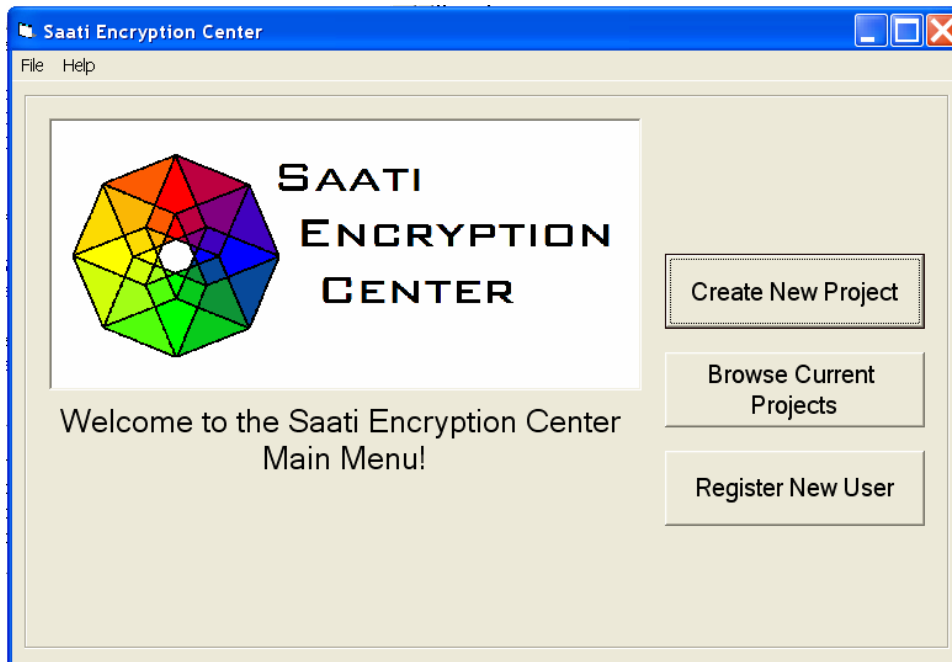 Saati Encryption Center
File Help
SAATI
ENCRYPTION
CENTER
Welcome to the Saati Encryption Center
Main Menu!
Create New Project
Browse Current
Projects
Register New User